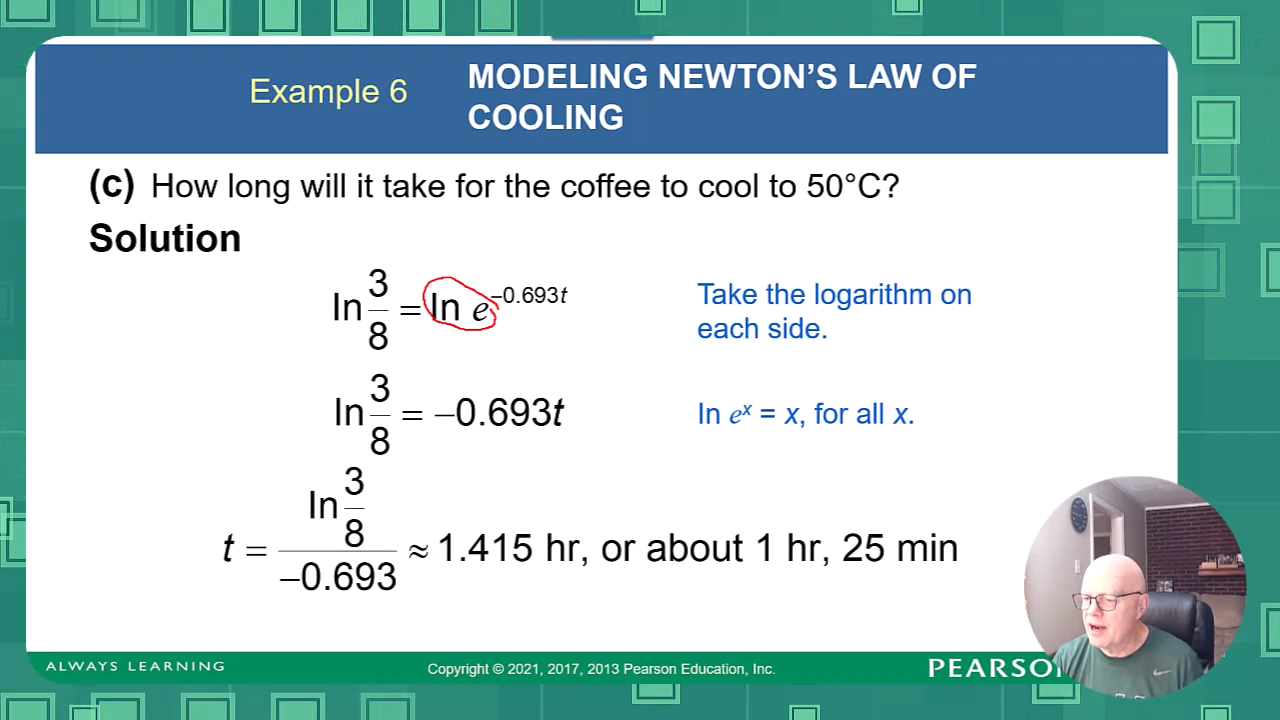 Example 6
MODELING NEWTON'S LAW OF
COOLING
(c) How long will it take for the coffee to cool to 50°C?
Solution
ln 3/8 = ln e^−0.693t
Take the logarithm on
each side.
ln 3/8 = −0.693t
ln e^x = x, for all x.
t = ln 3/8 / −0.693 ≈ 1.415 hr, or about 1 hr, 25 min
ALWAYS LEARNING
Copyright © 2021, 2017, 2013 Pearson Education, Inc.
PEARSON